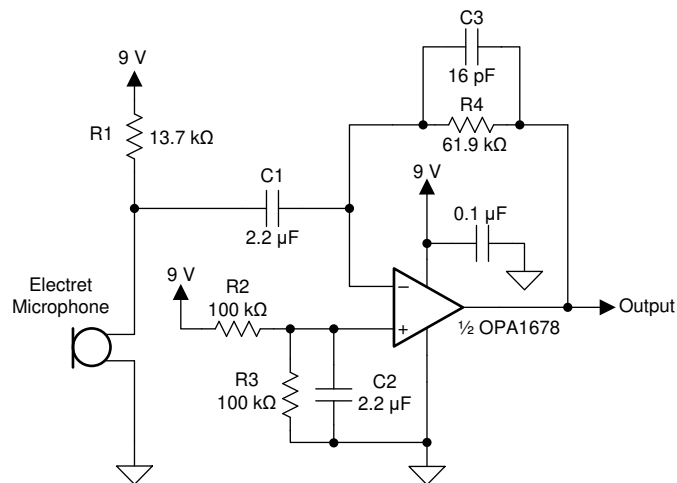 C3
16 pF
R4
61.9 kΩ
9 V
R1
13.7 kΩ
C1
2.2 µF
9 V
0.1 µF
Electret
Microphone
9 V
R2
100 kΩ
–
+
½ OPA1678
Output
R3
100 kΩ
C2
2.2 µF